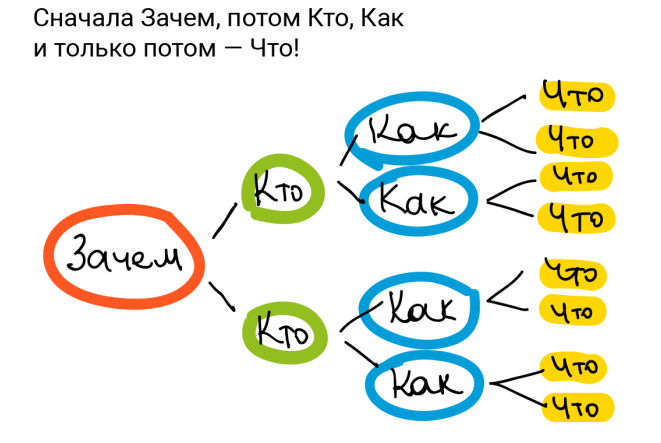 Сначала Зачем, потом Кто, Как
и только потом — Что!
Зачем
Кто
Как
Что
Что
Как
Что
Что
Кто
Как
Что
Что
Как
Что
Что